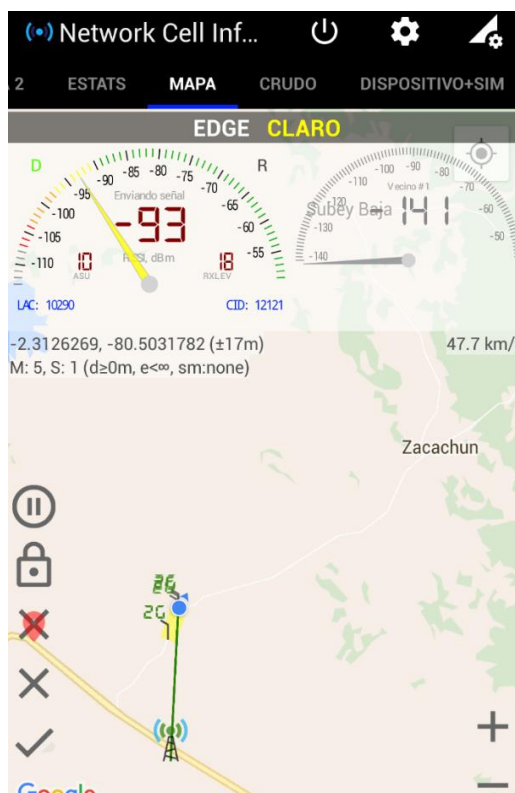 Network Cell Inf...
2 ESTATS MAPA CRUDO DISPOSITIVO+SIM
EDGE CLARO
D R
-110 -105 -100 -95 -90 -85 -80 -75 -70 -65 -60 -55
Enviando señal
-93
RSSI, dBm
10
ASU
18
RXLEV
LAC: 10290 CID: 12121
-140 -130 -120 -110 -100 -90 -80 -70 -60 -50
Vecino #1
-141
Subey Baja
-2.3126269, -80.5031782 (±17m) 47.7 km/
M: 5, S: 1 (d≥0m, e<∞, sm:none)
Zacachun
2G
2G
Google